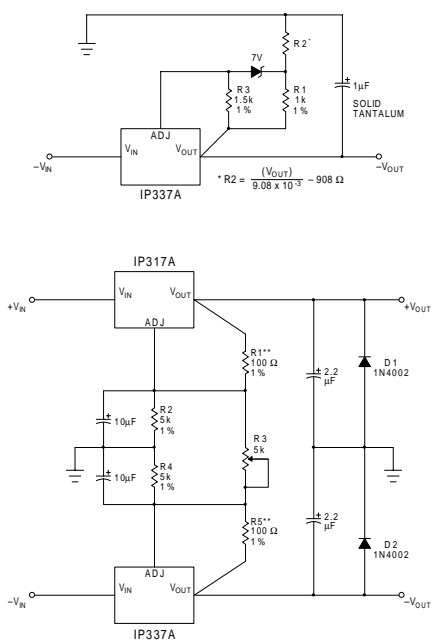 R2*
7V
R3
1.5k
1%
R1
1k
1%
+
1µF
SOLID
TANTALUM
ADJ
–VIN
VIN
VOUT
–VOUT
IP337A
* R2 = (VOUT) / 9.08 x 10-3 – 908 Ω
IP317A
+VIN
VIN
VOUT
+VOUT
ADJ
R1**
100 Ω
1%
+
2.2
µF
D1
1N4002
+
10µF
R2
5k
1%
R3
5k
+
10µF
R4
5k
1%
R5**
100 Ω
1%
+
2.2
µF
D2
1N4002
ADJ
–VIN
VIN
VOUT
–VOUT
IP337A